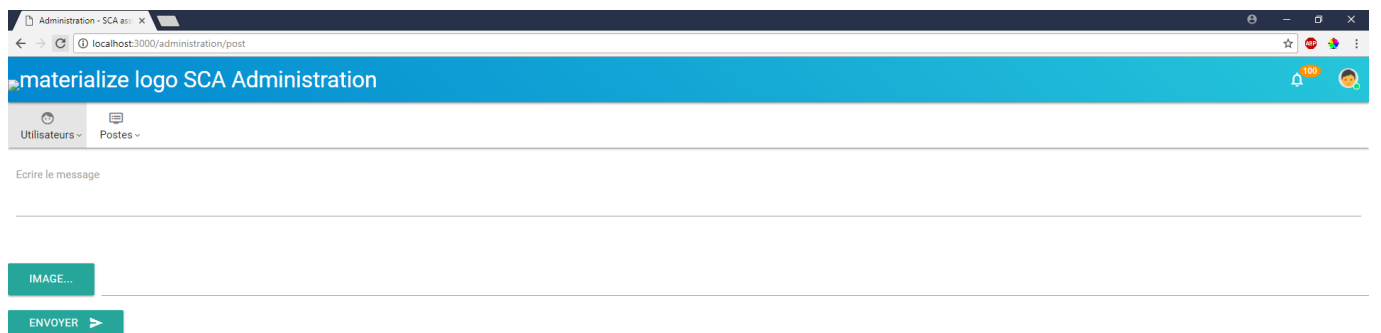 Administration - SCA ass
localhost:3000/administration/post
ABP
materialize logo SCA Administration
100
Utilisateurs
Postes
Ecrire le message
IMAGE...
ENVOYER